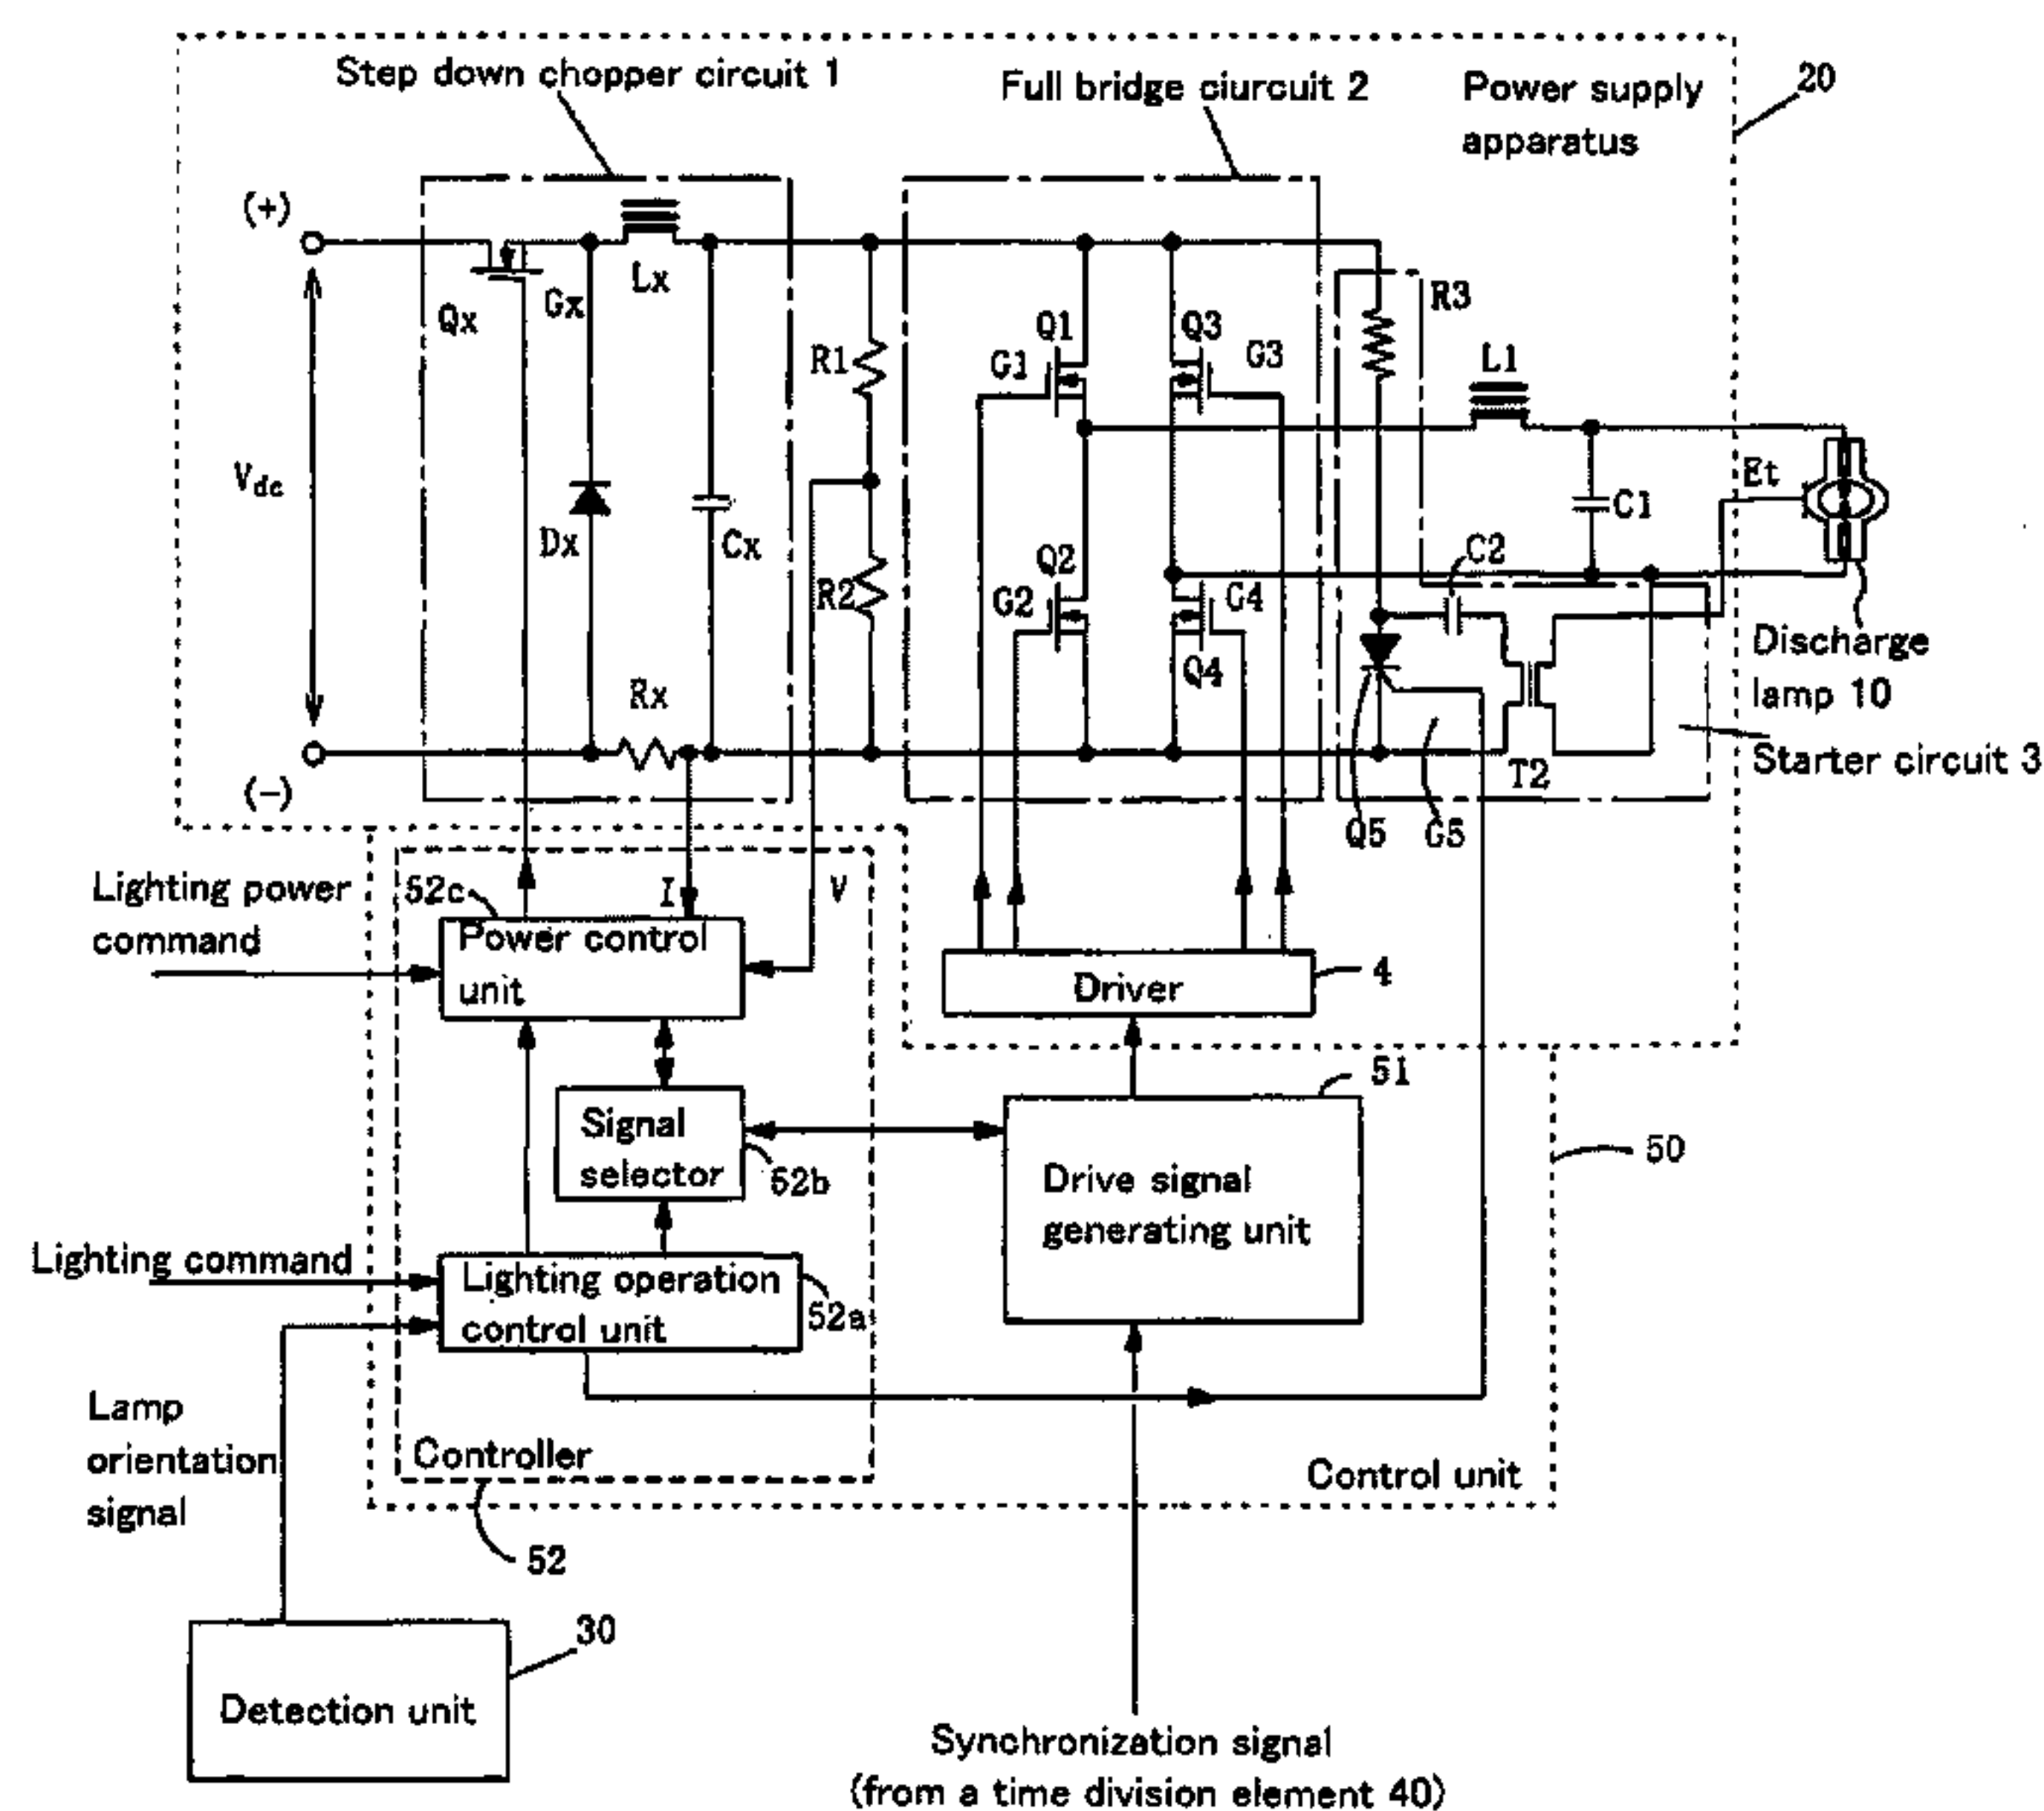 Step down chopper circuit 1
Full bridge ciurcuit 2
Power supply
apparatus
20
(+)
Qx
Gx
Lx
Vdc
Dx
Cx
Rx
(-)
R1
R2
Q1
G1
Q3
G3
Q2
G2
G4
Q4
R3
L1
C1
C2
Et
T2
Q5
G5
Discharge
lamp 10
Starter circuit 3
Lighting power
command
52c
I
V
Power control
unit
Driver
4
Signal
selector
52b
51
Drive signal
generating unit
50
Lighting command
Lighting operation
control unit
52a
Lamp
orientation
signal
Controller
Control unit
52
30
Detection unit
Synchronization signal
(from a time division element 40)